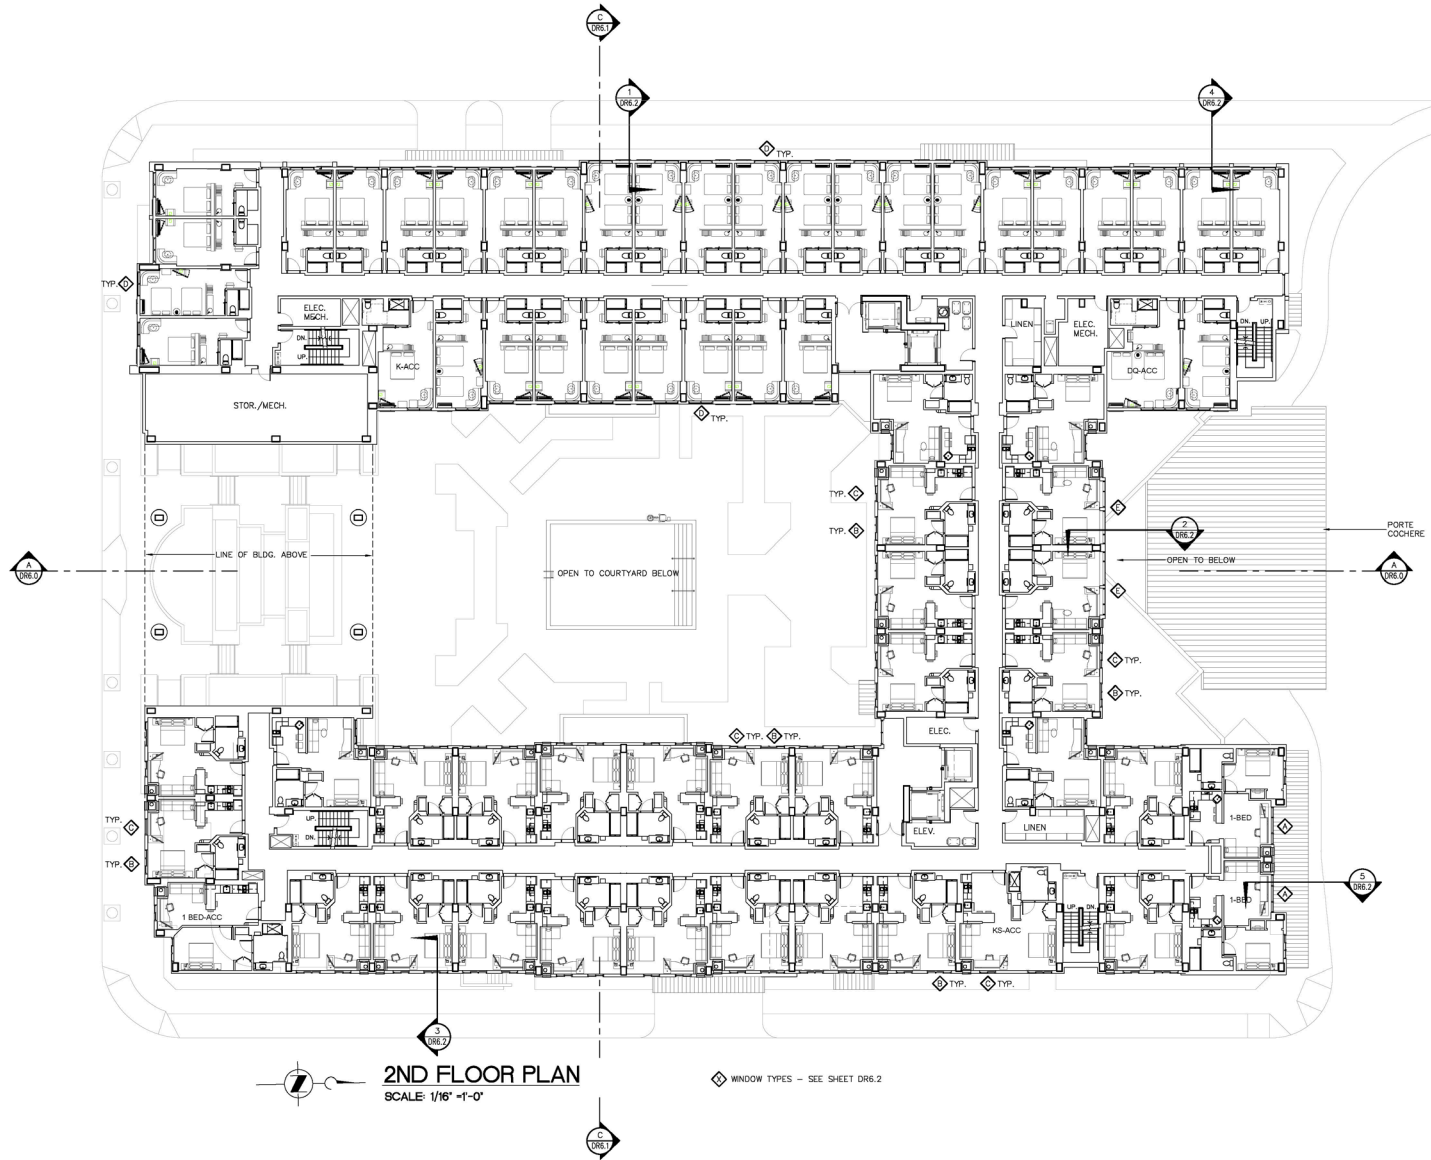 C
DR6.1
1
DR6.2
4
DR6.2
D TYP.
TYP. D
ELEC.
MECH.
DN.
UP.
K-ACC
LINEN
ELEC.
MECH.
DQ-ACC
DN.
UP.
STOR./MECH.
D
TYP.
TYP. C
TYP. B
E
2
DR6.2
PORTE
COCHERE
LINE OF BLDG. ABOVE
OPEN TO COURTYARD BELOW
OPEN TO BELOW
A
DR6.0
A
DR6.0
E
C TYP.
B TYP.
ELEC.
C TYP. B TYP.
UP.
DN.
ELEV.
LINEN
1-BED
A
TYP.
C
TYP. B
5
DR6.2
1-BED
A
1 BED-ACC
UP.
DN.
KS-ACC
B TYP. C TYP.
3
DR6.2
2ND FLOOR PLAN
SCALE: 1/16" =1'-0"
X WINDOW TYPES - SEE SHEET DR6.2
C
DR6.1